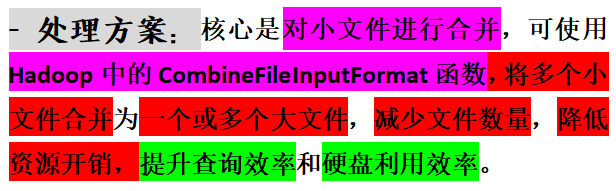 - 处理方案：核心是对小文件进行合并，可使用
Hadoop 中的 CombineFileInputFormat 函数，将多个小
文件合并为一个或多个大文件，减少文件数量，降低
资源开销，提升查询效率和硬盘利用效率。